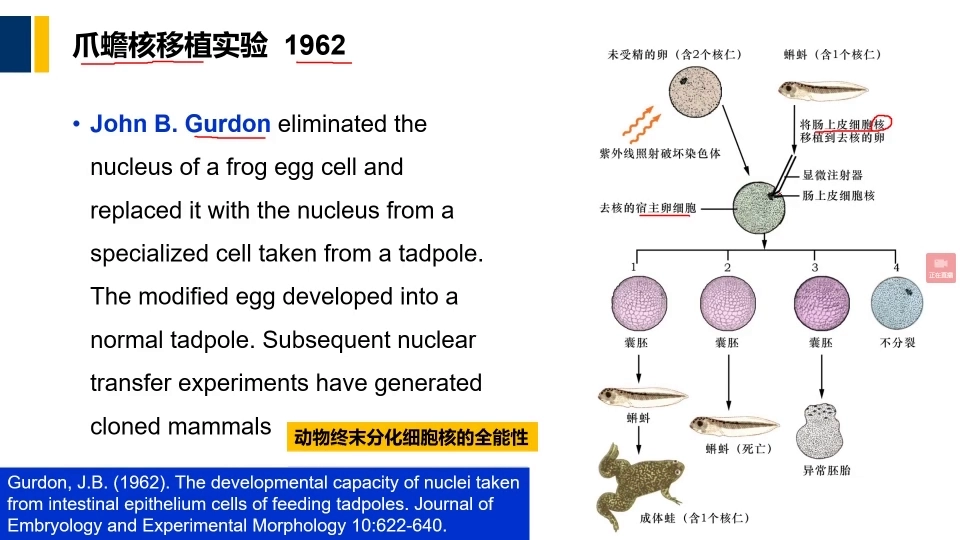 爪蟾核移植实验 1962
• John B. Gurdon eliminated the
nucleus of a frog egg cell and
replaced it with the nucleus from a
specialized cell taken from a tadpole.
The modified egg developed into a
normal tadpole. Subsequent nuclear
transfer experiments have generated
cloned mammals
动物终末分化细胞核的全能性
Gurdon, J.B. (1962). The developmental capacity of nuclei taken
from intestinal epithelium cells of feeding tadpoles. Journal of
Embryology and Experimental Morphology 10:622-640.
未受精的卵（含2个核仁）
蝌蚪（含1个核仁）
紫外线照射破坏染色体
将肠上皮细胞核
移植到去核的卵
显微注射器
肠上皮细胞核
去核的宿主卵细胞
1
2
3
4
囊胚
囊胚
囊胚
不分裂
蝌蚪
蝌蚪（死亡）
异常胚胎
成体蛙（含1个核仁）
正在直播